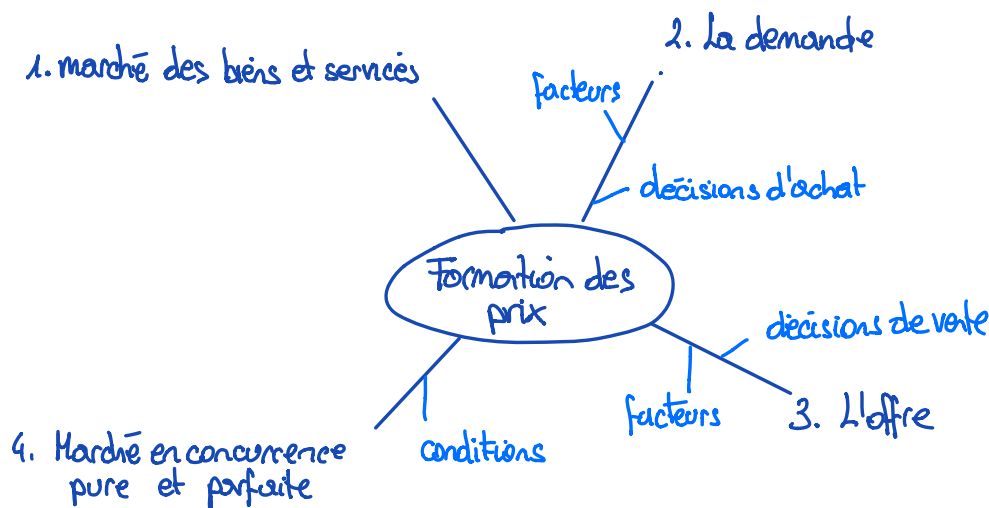 1. marché des biens et services
2. La demande
facteurs
décisions d'achat
Formation des
prix
décisions de vente
facteurs
3. L'offre
4. Marché en concurrence
pure et parfaite
conditions